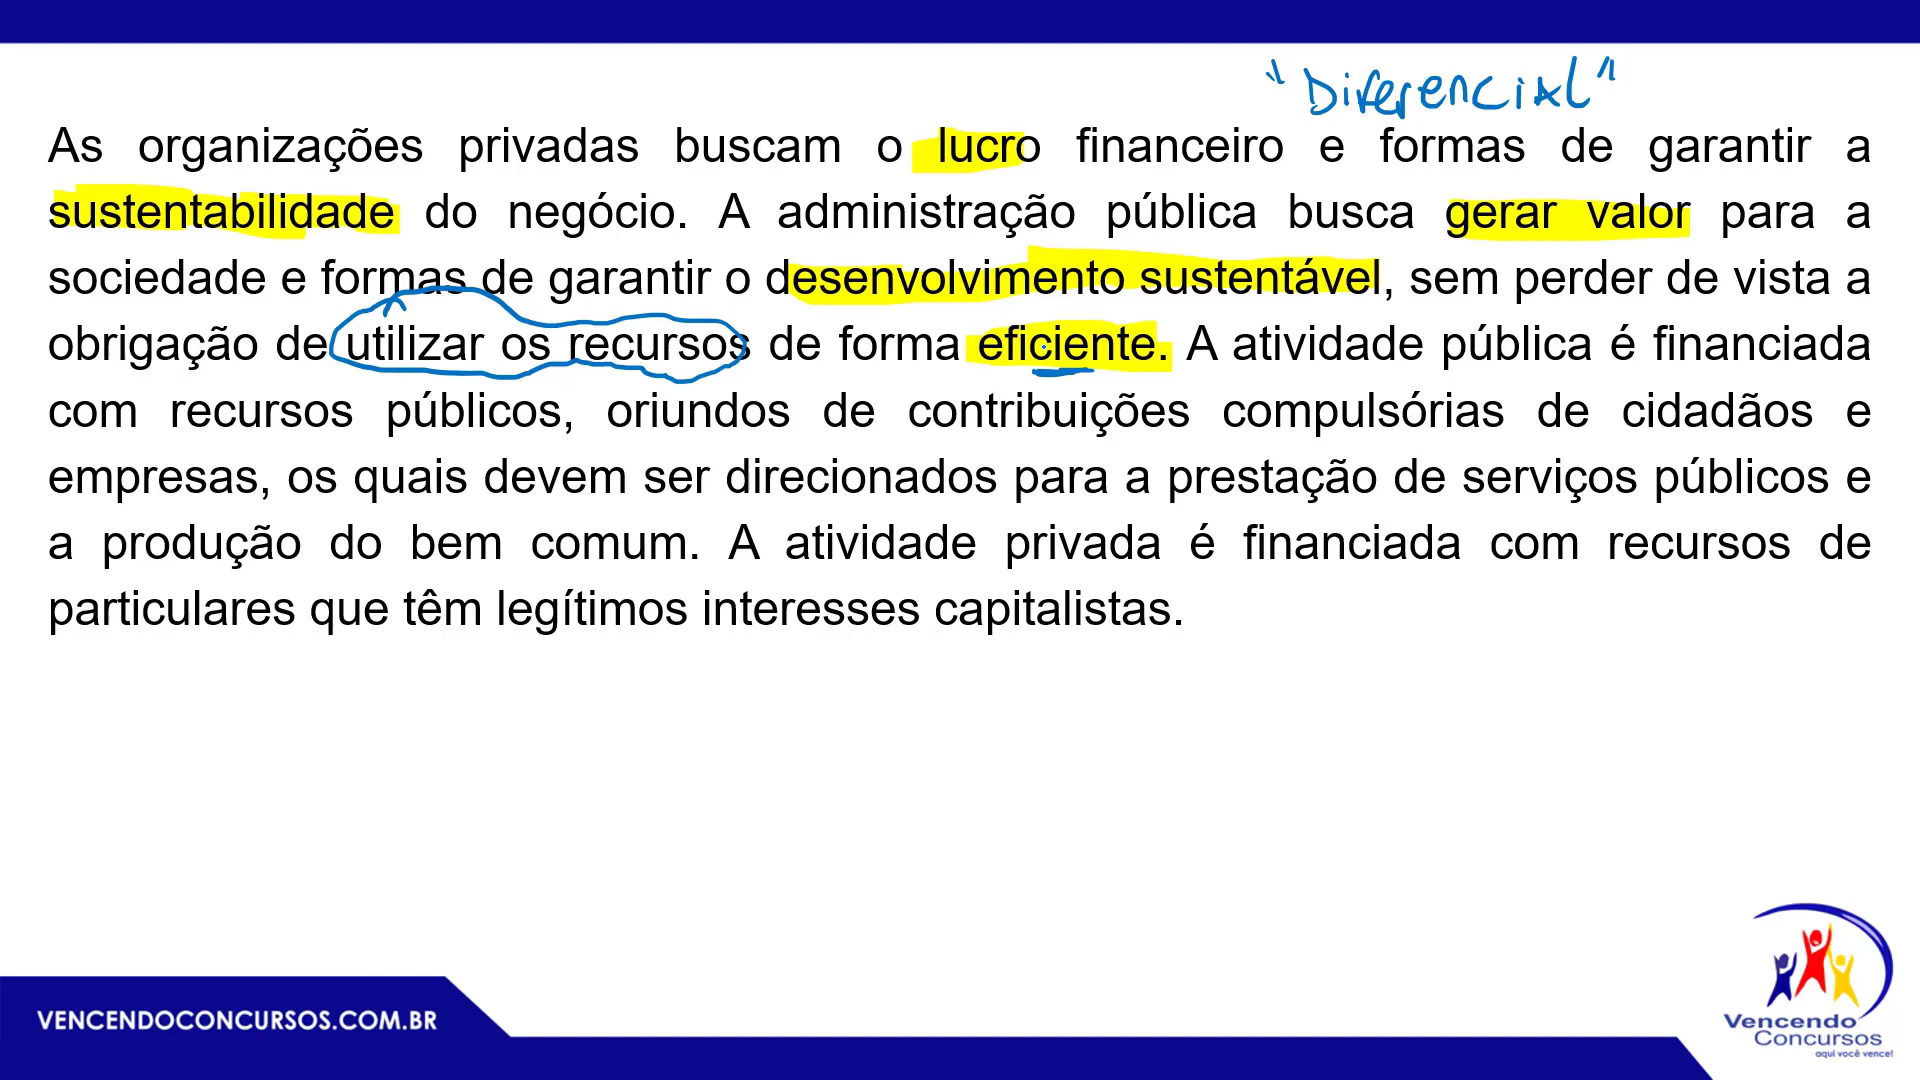 "Diferencial"
As organizações privadas buscam o lucro financeiro e formas de garantir a
sustentabilidade do negócio. A administração pública busca gerar valor para a
sociedade e formas de garantir o desenvolvimento sustentável, sem perder de vista a
obrigação de utilizar os recursos de forma eficiente. A atividade pública é financiada
com recursos públicos, oriundos de contribuições compulsórias de cidadãos e
empresas, os quais devem ser direcionados para a prestação de serviços públicos e
a produção do bem comum. A atividade privada é financiada com recursos de
particulares que têm legítimos interesses capitalistas.
VENCENDOCONCURSOS.COM.BR
Vencendo
Concursos
aqui você vence!